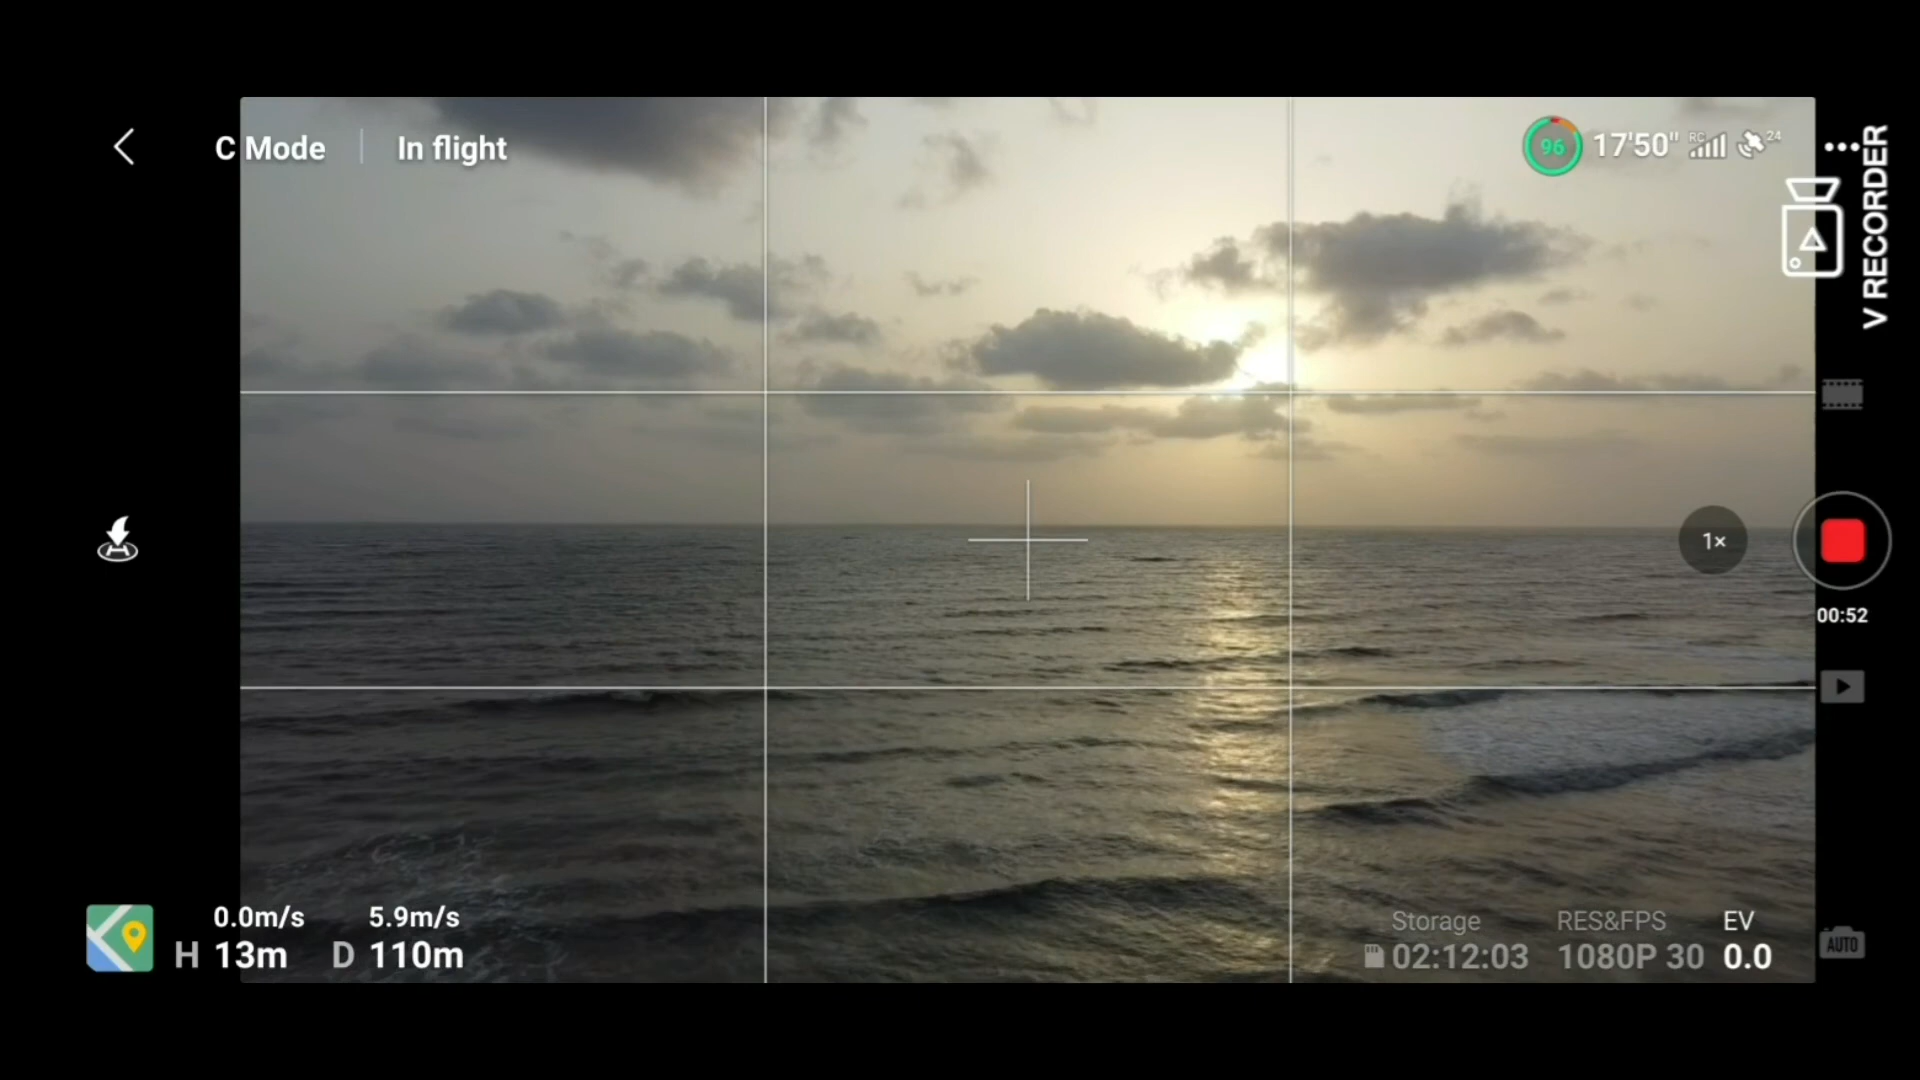 C Mode
In flight
96
17'50"
RC
24
V RECORDER
1×
00:52
0.0m/s
5.9m/s
H 13m
D 110m
Storage
02:12:03
RES&FPS
1080P 30
EV
0.0
AUTO